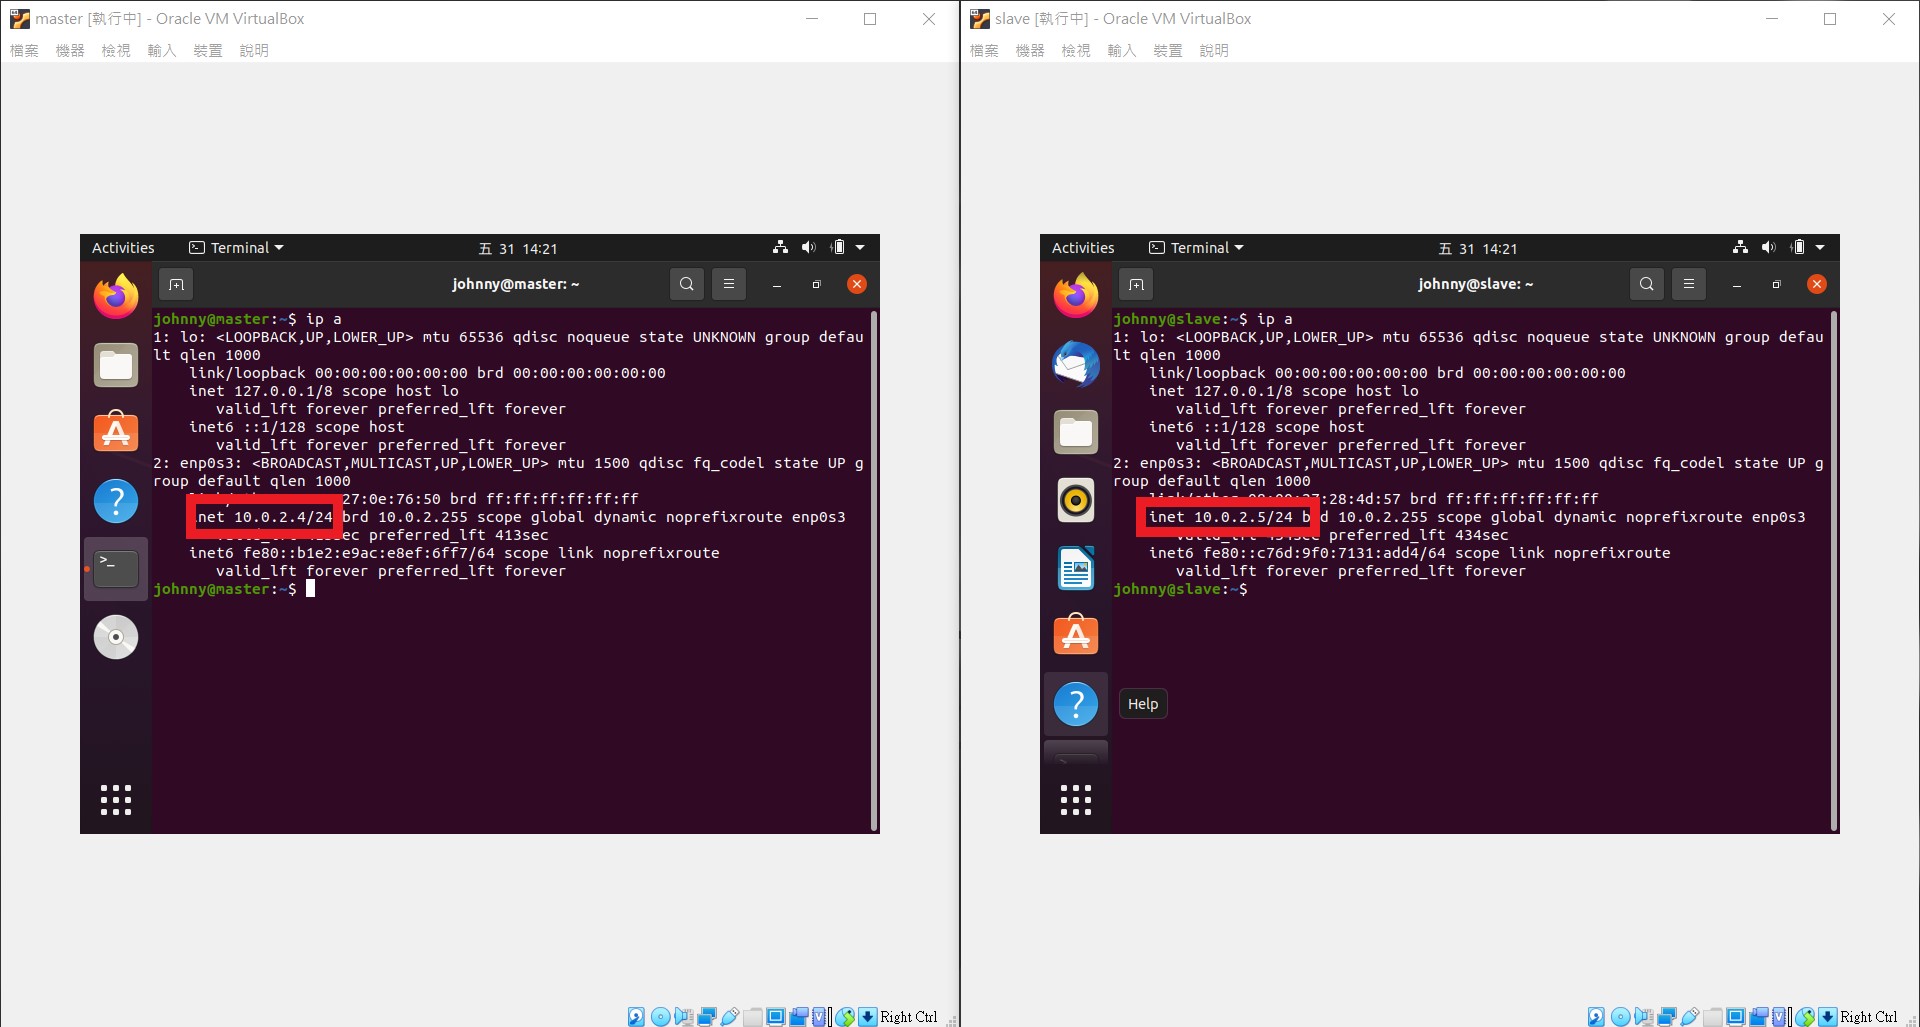 master [執行中] - Oracle VM VirtualBox
檔案 機器 檢視 輸入 裝置 說明
Activities Terminal 五 31 14:21
johnny@master: ~
johnny@master:~$ ip a
1: lo: <LOOPBACK,UP,LOWER_UP> mtu 65536 qdisc noqueue state UNKNOWN group defau
lt qlen 1000
link/loopback 00:00:00:00:00:00 brd 00:00:00:00:00:00
inet 127.0.0.1/8 scope host lo
valid_lft forever preferred_lft forever
inet6 ::1/128 scope host
valid_lft forever preferred_lft forever
2: enp0s3: <BROADCAST,MULTICAST,UP,LOWER_UP> mtu 1500 qdisc fq_codel state UP g
roup default qlen 1000
27:0e:76:50 brd ff:ff:ff:ff:ff:ff
inet 10.0.2.4/24 brd 10.0.2.255 scope global dynamic noprefixroute enp0s3
preferred_lft 413sec
inet6 fe80::b1e2:e9ac:e8ef:6ff7/64 scope link noprefixroute
valid_lft forever preferred_lft forever
johnny@master:~$
Right Ctrl
slave [執行中] - Oracle VM VirtualBox
檔案 機器 檢視 輸入 裝置 說明
Activities Terminal 五 31 14:21
johnny@slave: ~
johnny@slave:~$ ip a
1: lo: <LOOPBACK,UP,LOWER_UP> mtu 65536 qdisc noqueue state UNKNOWN group defau
lt qlen 1000
link/loopback 00:00:00:00:00:00 brd 00:00:00:00:00:00
inet 127.0.0.1/8 scope host lo
valid_lft forever preferred_lft forever
inet6 ::1/128 scope host
valid_lft forever preferred_lft forever
2: enp0s3: <BROADCAST,MULTICAST,UP,LOWER_UP> mtu 1500 qdisc fq_codel state UP g
roup default qlen 1000
:28:4d:57 brd ff:ff:ff:ff:ff:ff
inet 10.0.2.5/24 brd 10.0.2.255 scope global dynamic noprefixroute enp0s3
preferred_lft 434sec
inet6 fe80::c76d:9f0:7131:add4/64 scope link noprefixroute
valid_lft forever preferred_lft forever
johnny@slave:~$
Help
Right Ctrl